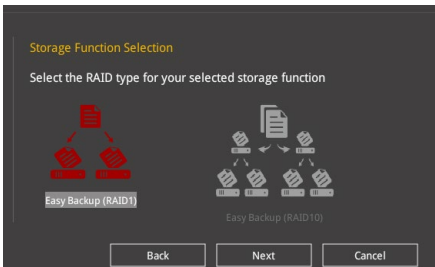 Storage Function Selection
Select the RAID type for your selected storage function
Easy Backup (RAID1)
Easy Backup (RAID10)
Back
Next
Cancel